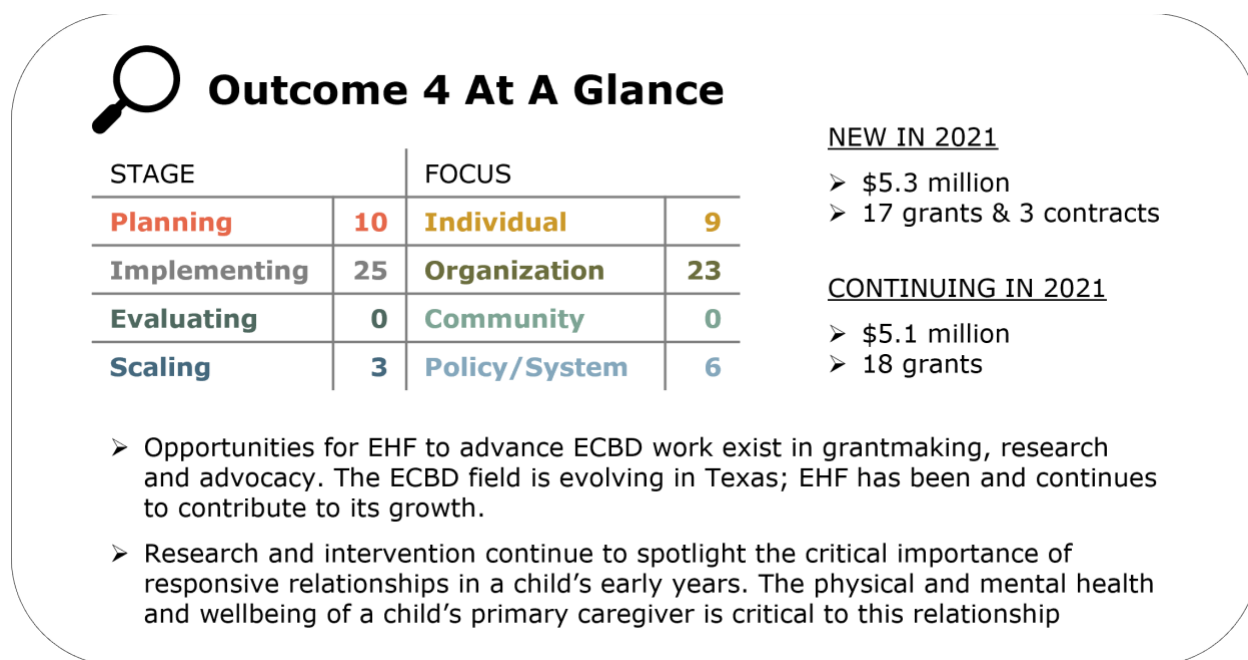 Outcome 4 At A Glance
STAGE FOCUS
Planning 10 Individual 9
Implementing 25 Organization 23
Evaluating 0 Community 0
Scaling 3 Policy/System 6
NEW IN 2021
➢ $5.3 million
➢ 17 grants & 3 contracts
CONTINUING IN 2021
➢ $5.1 million
➢ 18 grants
➢ Opportunities for EHF to advance ECBD work exist in grantmaking, research
and advocacy. The ECBD field is evolving in Texas; EHF has been and continues
to contribute to its growth.
➢ Research and intervention continue to spotlight the critical importance of
responsive relationships in a child’s early years. The physical and mental health
and wellbeing of a child’s primary caregiver is critical to this relationship